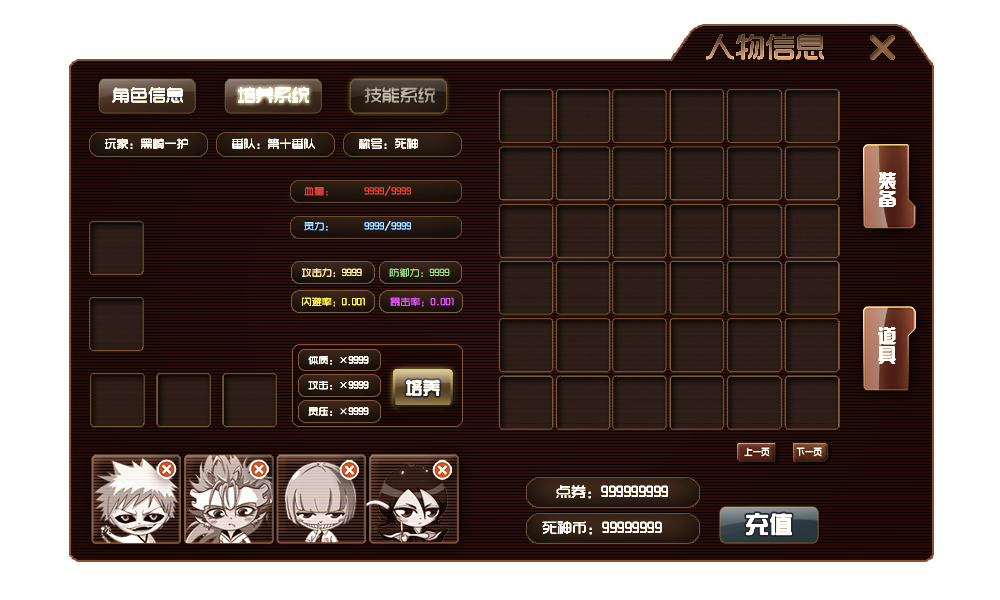 人物信息
角色信息 培养系统 技能系统
玩家：黑崎一护 番队：第十番队 称号：死神
血量： 9999/9999
灵力： 9999/9999
攻击力：9999 防御力：9999
闪避率：0.001 暴击率：0.001
体质：×9999
攻击：×9999
灵压：×9999
培养
装备
道具
上一页 下一页
点券：999999999
死神币：99999999
充值